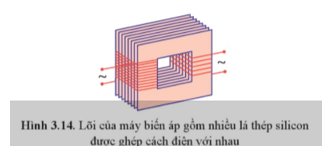 ~
~
Hình 3.14. Lõi của máy biến áp gồm nhiều lá thép silicon
được ghép cách điện với nhau